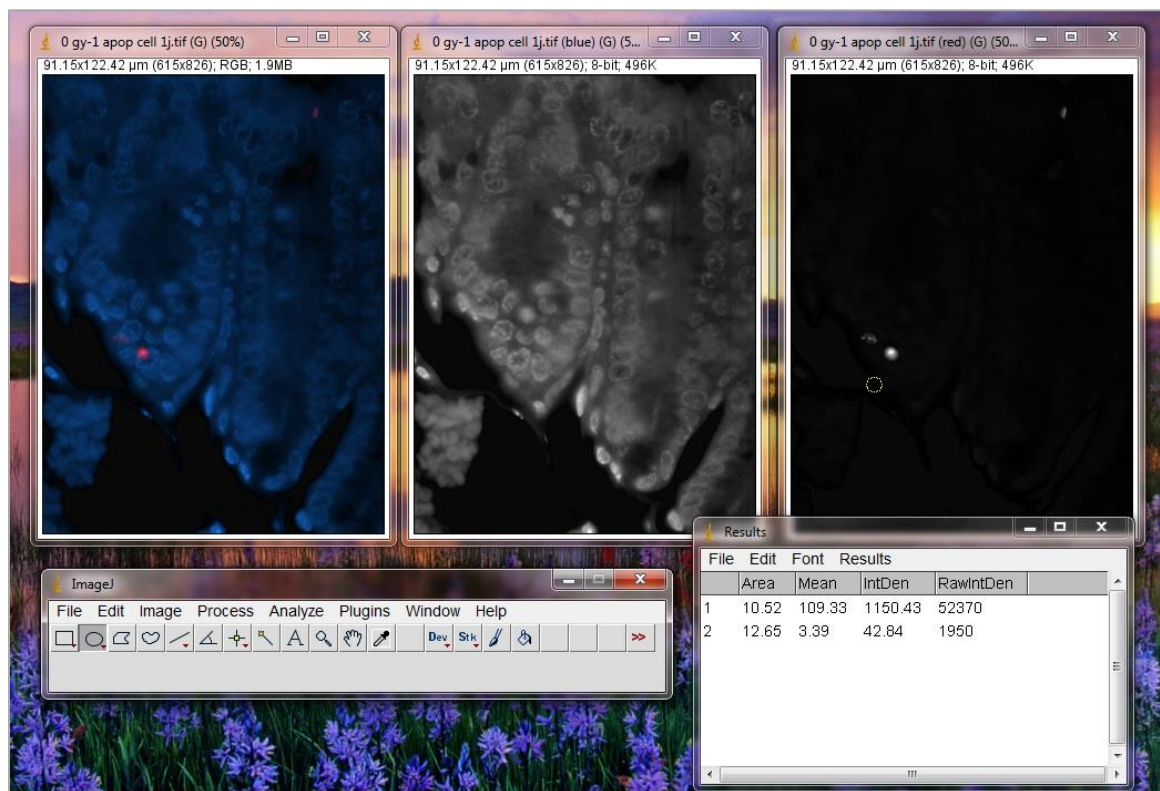 0 gy-1 apop cell 1j.tif (G) (50%)
91.15x122.42 µm (615x826); RGB; 1.9MB
0 gy-1 apop cell 1j.tif (blue) (G) (5...
91.15x122.42 µm (615x826); 8-bit; 496K
0 gy-1 apop cell 1j.tif (red) (G) (50...
91.15x122.42 µm (615x826); 8-bit; 496K
ImageJ
File Edit Image Process Analyze Plugins Window Help
A Dev Stk >>
Results
File Edit Font Results
Area Mean IntDen RawIntDen
1 10.52 109.33 1150.43 52370
2 12.65 3.39 42.84 1950